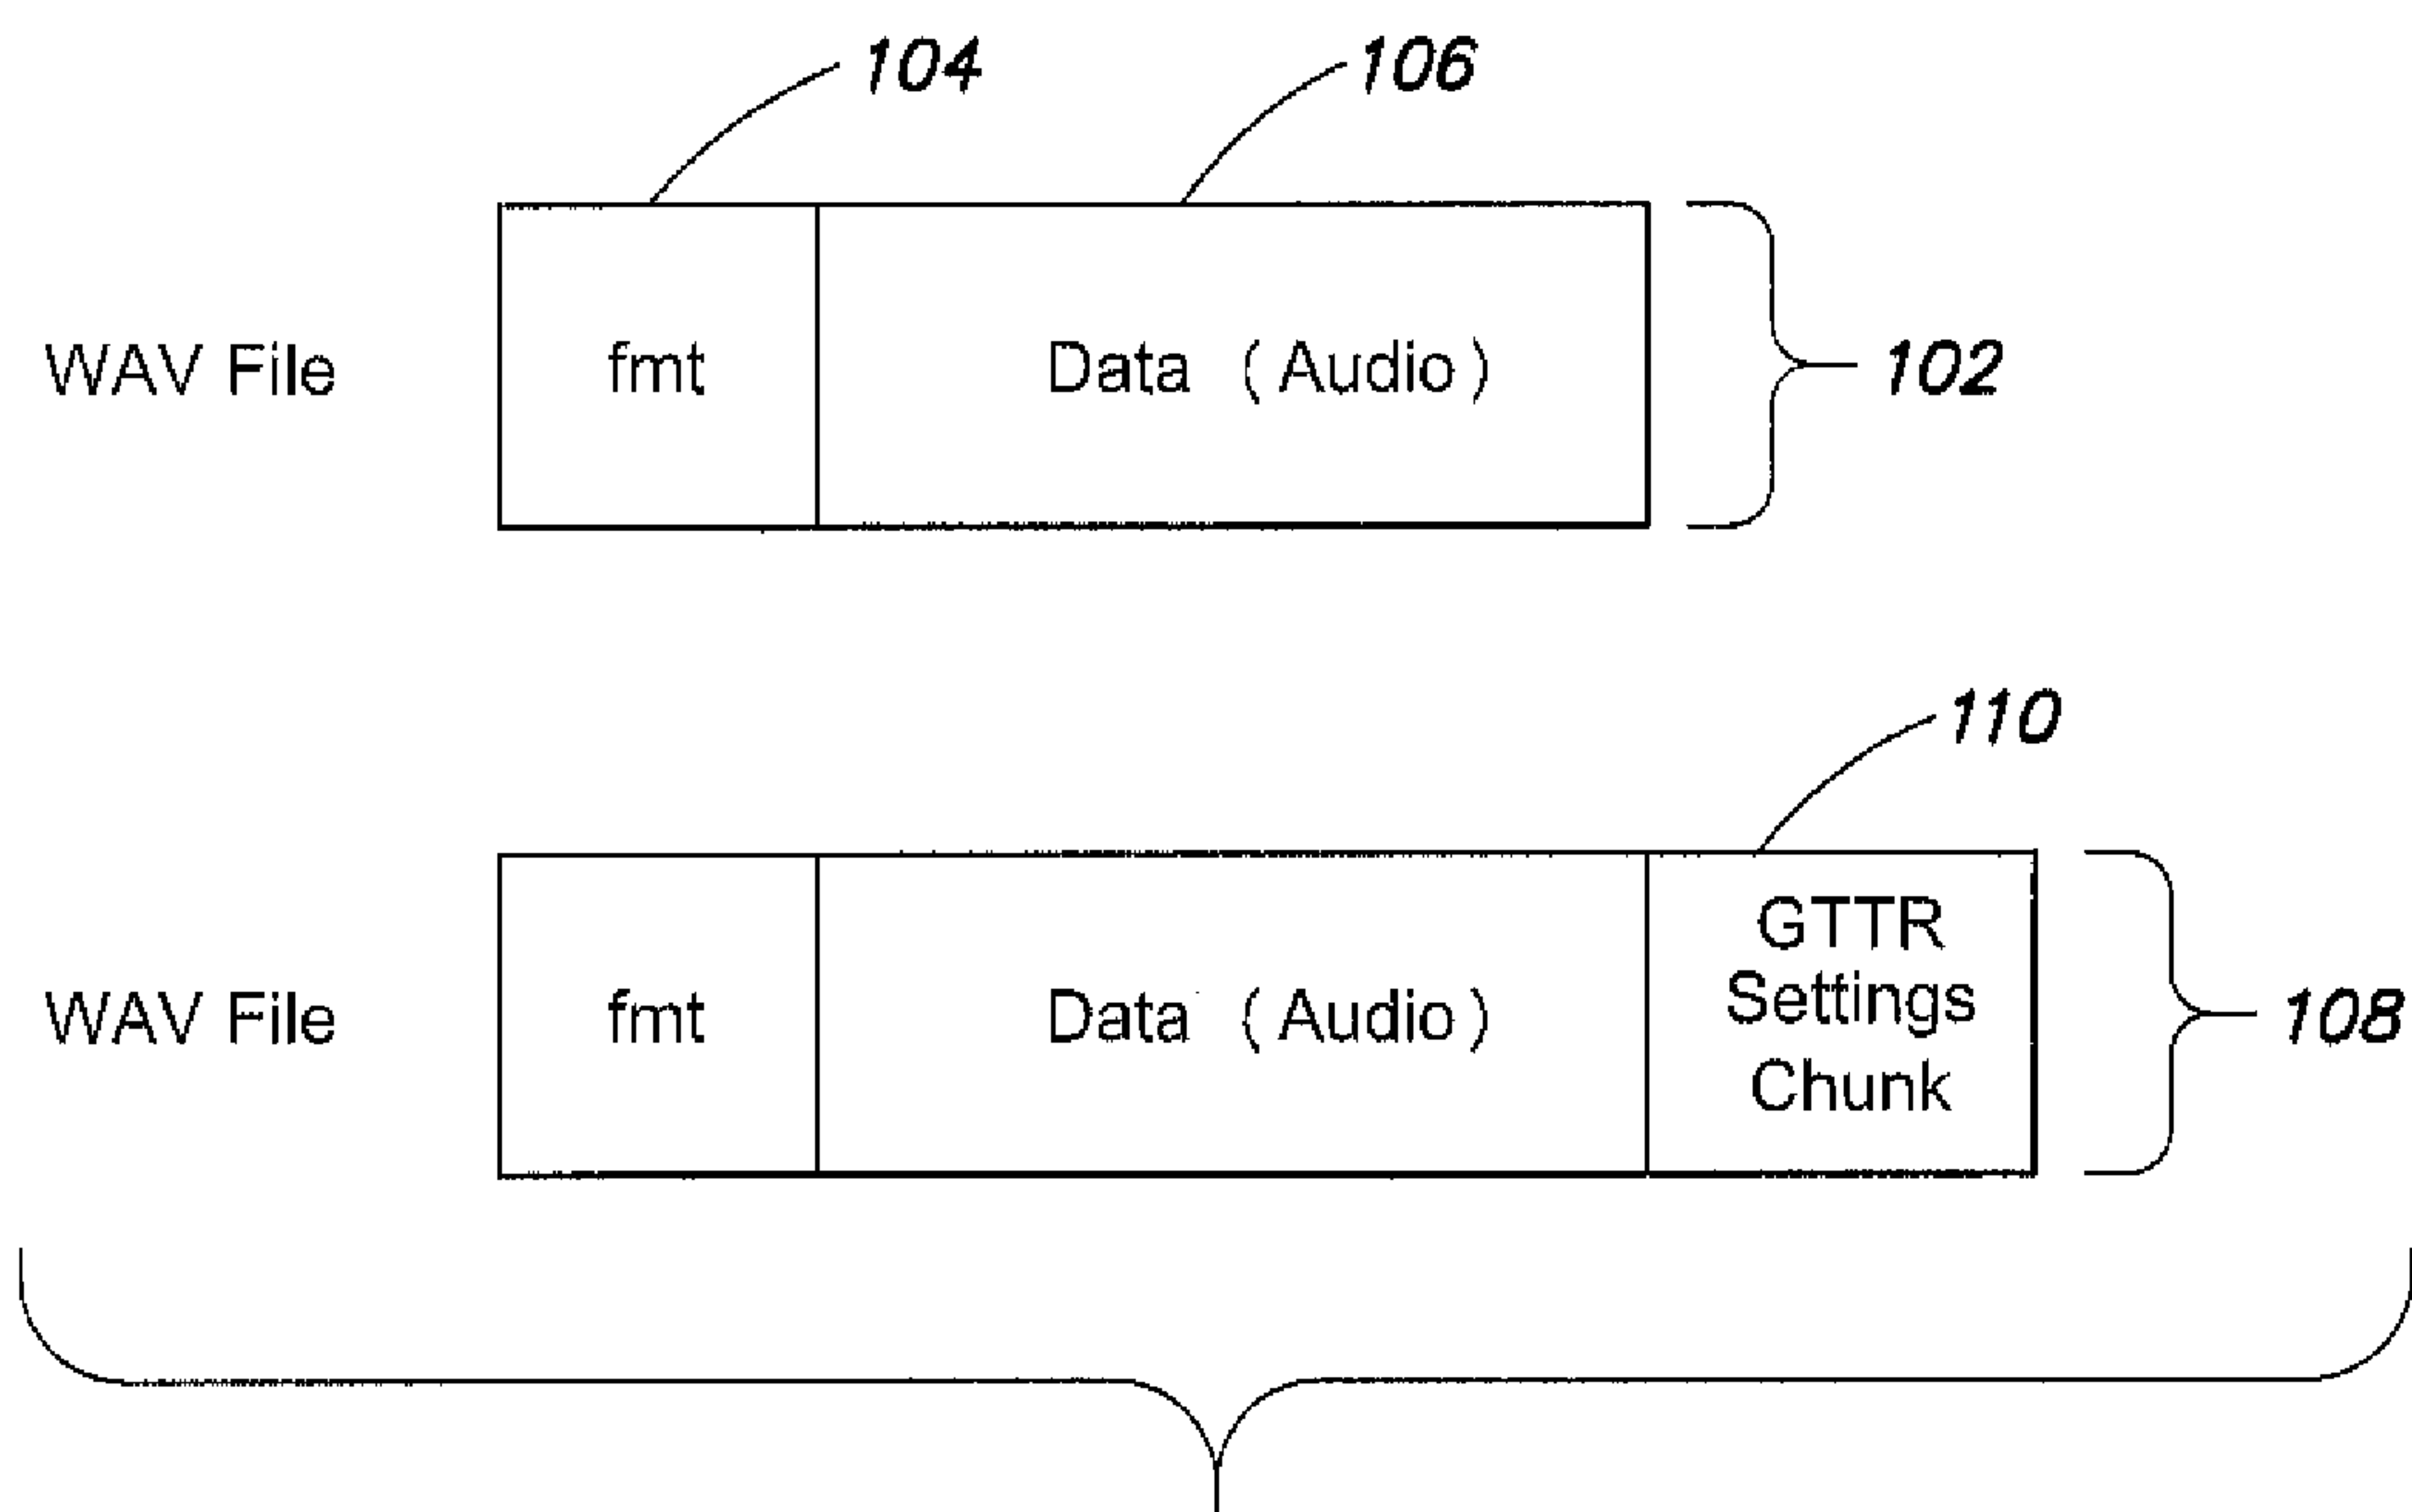 104 106
WAV File fmt Data (Audio) 102
110
WAV File fmt Data (Audio) GTTR Settings Chunk 108